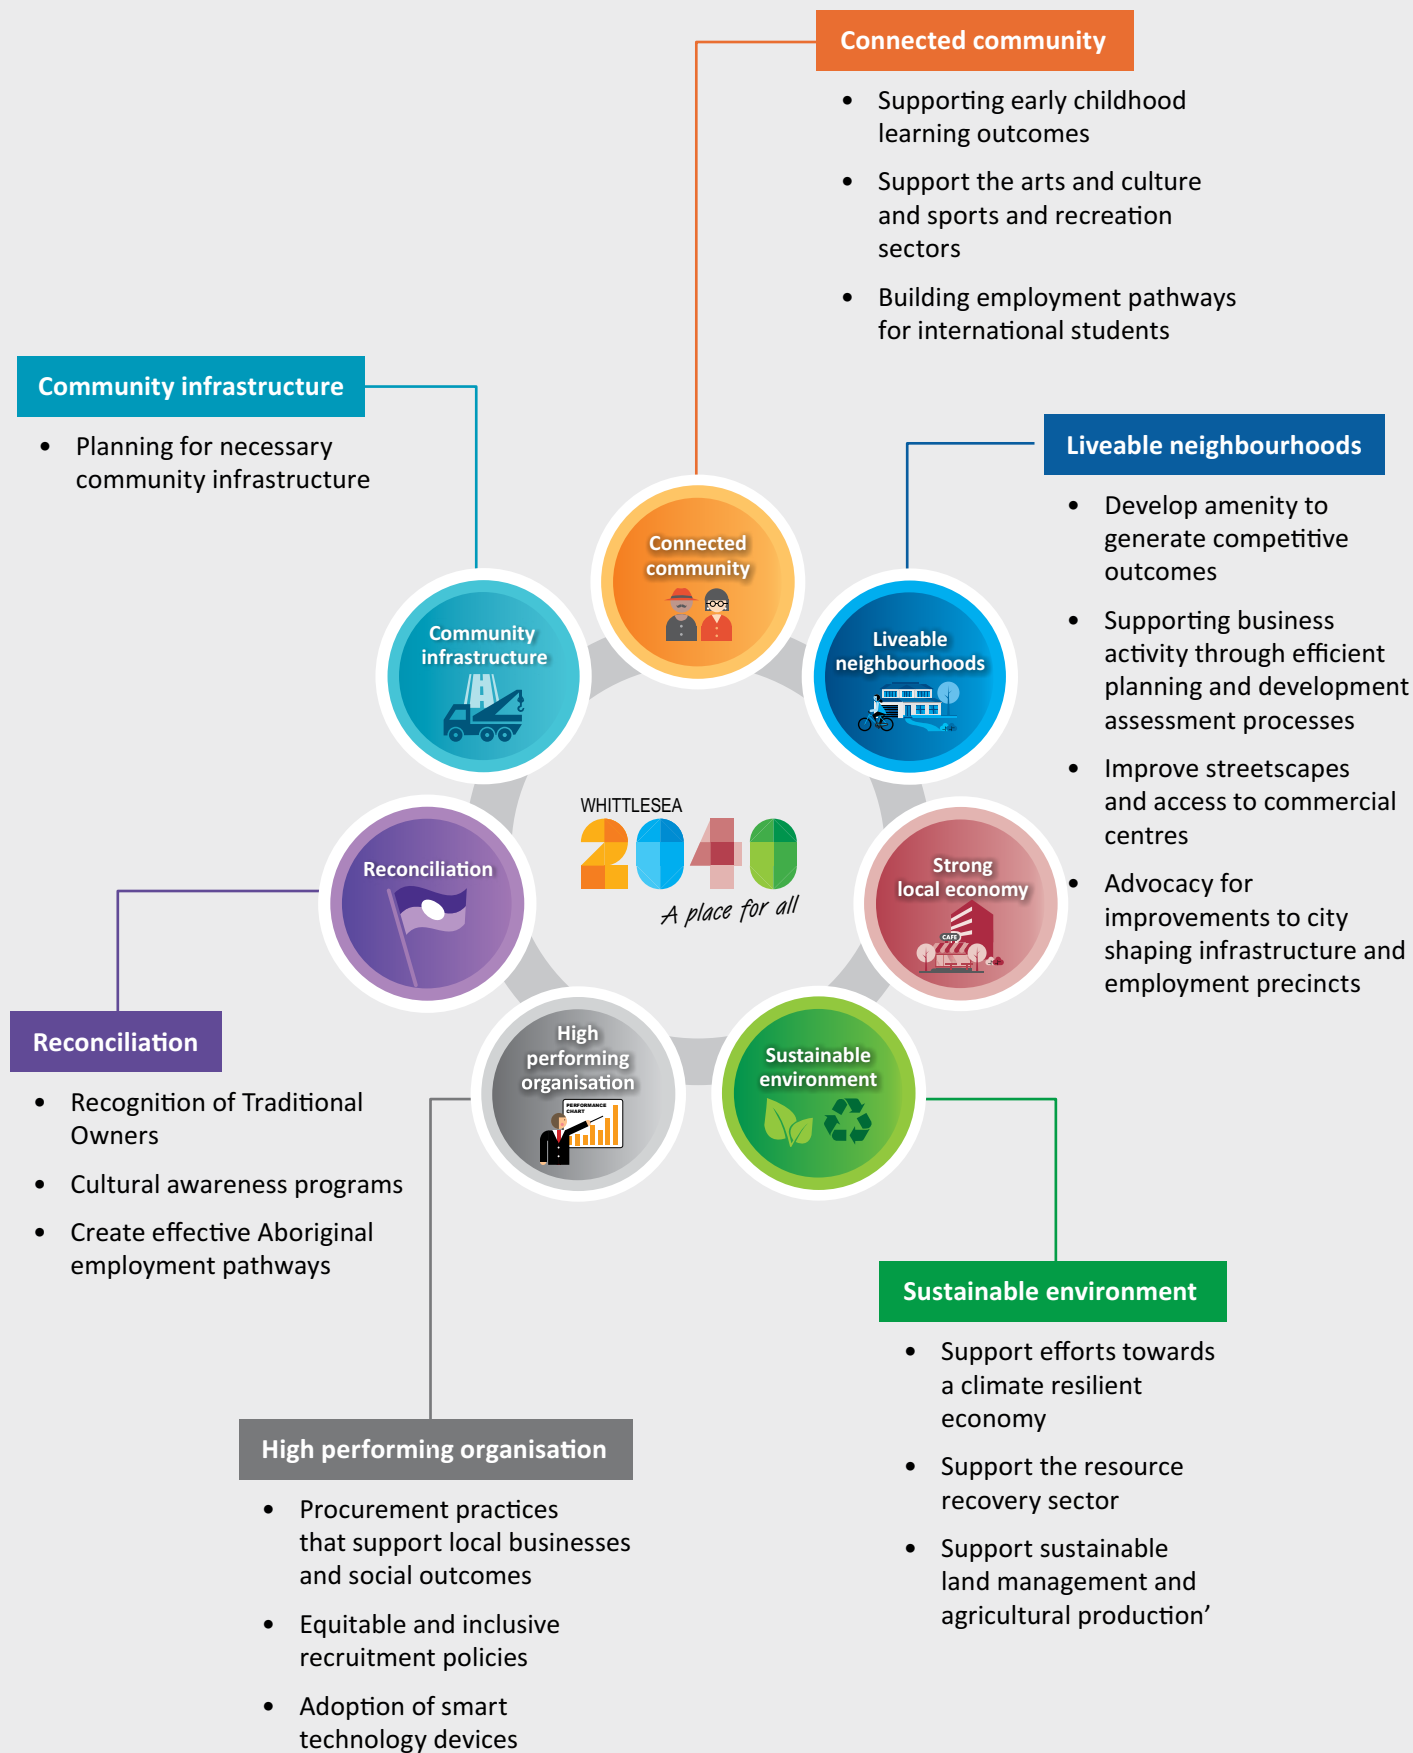 Connected community
• Supporting early childhood
learning outcomes
• Support the arts and culture
and sports and recreation
sectors
• Building employment pathways
for international students
Community infrastructure
• Planning for necessary
community infrastructure
Liveable neighbourhoods
• Develop amenity to
generate competitive
outcomes
• Supporting business
activity through efficient
planning and development
assessment processes
• Improve streetscapes
and access to commercial
centres
• Advocacy for
improvements to city
shaping infrastructure and
employment precincts
Connected
community
Community
infrastructure
Liveable
neighbourhoods
WHITTLESEA
2040
A place for all
Reconciliation
Strong
local economy
CAFE
High
performing
organisation
PERFORMANCE
CHART
Sustainable
environment
Reconciliation
• Recognition of Traditional
Owners
• Cultural awareness programs
• Create effective Aboriginal
employment pathways
Sustainable environment
• Support efforts towards
a climate resilient
economy
• Support the resource
recovery sector
• Support sustainable
land management and
agricultural production’
High performing organisation
• Procurement practices
that support local businesses
and social outcomes
• Equitable and inclusive
recruitment policies
• Adoption of smart
technology devices